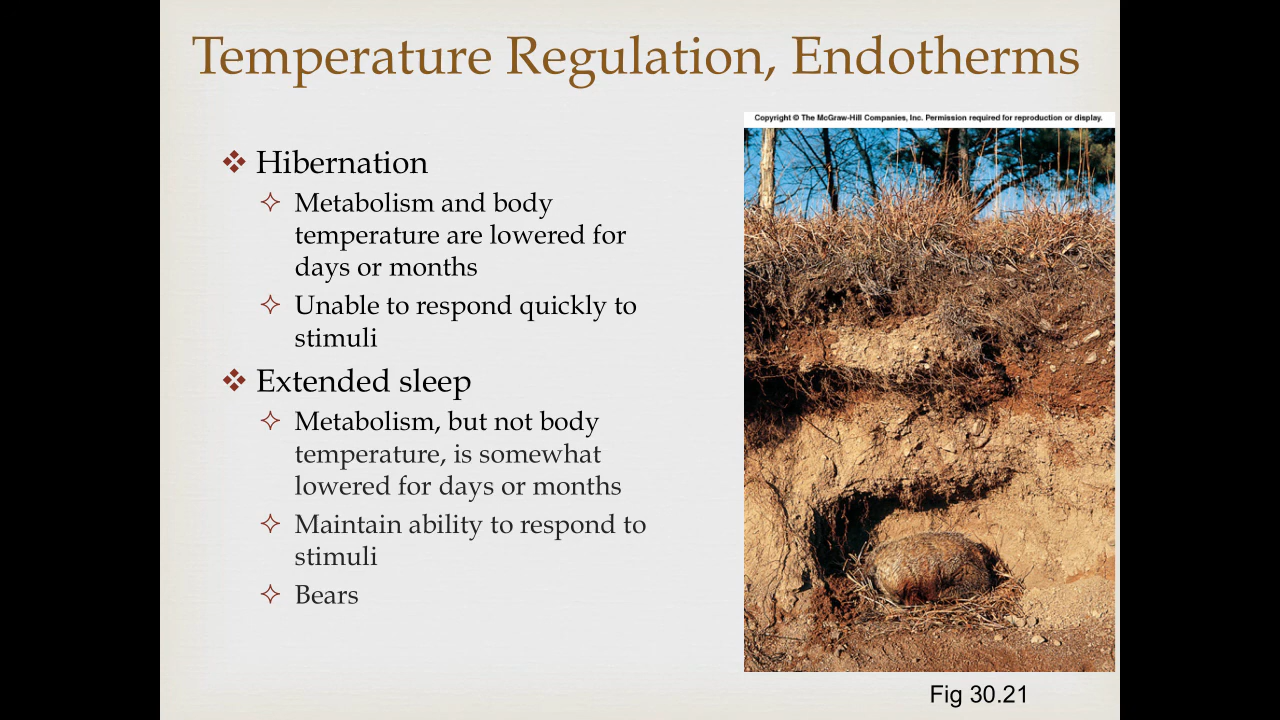 Temperature Regulation, Endotherms
Copyright © The McGraw-Hill Companies, Inc. Permission required for reproduction or display.
Hibernation
Metabolism and body
temperature are lowered for
days or months
Unable to respond quickly to
stimuli
Extended sleep
Metabolism, but not body
temperature, is somewhat
lowered for days or months
Maintain ability to respond to
stimuli
Bears
Fig 30.21